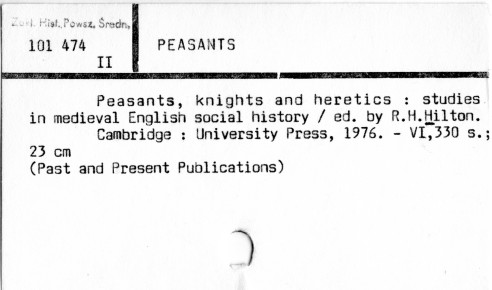 Zakł. Hist. Powsz. Średn.
101 474
II
PEASANTS
Peasants, knights and heretics : studies
in medieval English social history / ed. by R.H.Hilton.
Cambridge : University Press, 1976. - VI,330 s.;
23 cm
(Past and Present Publications)